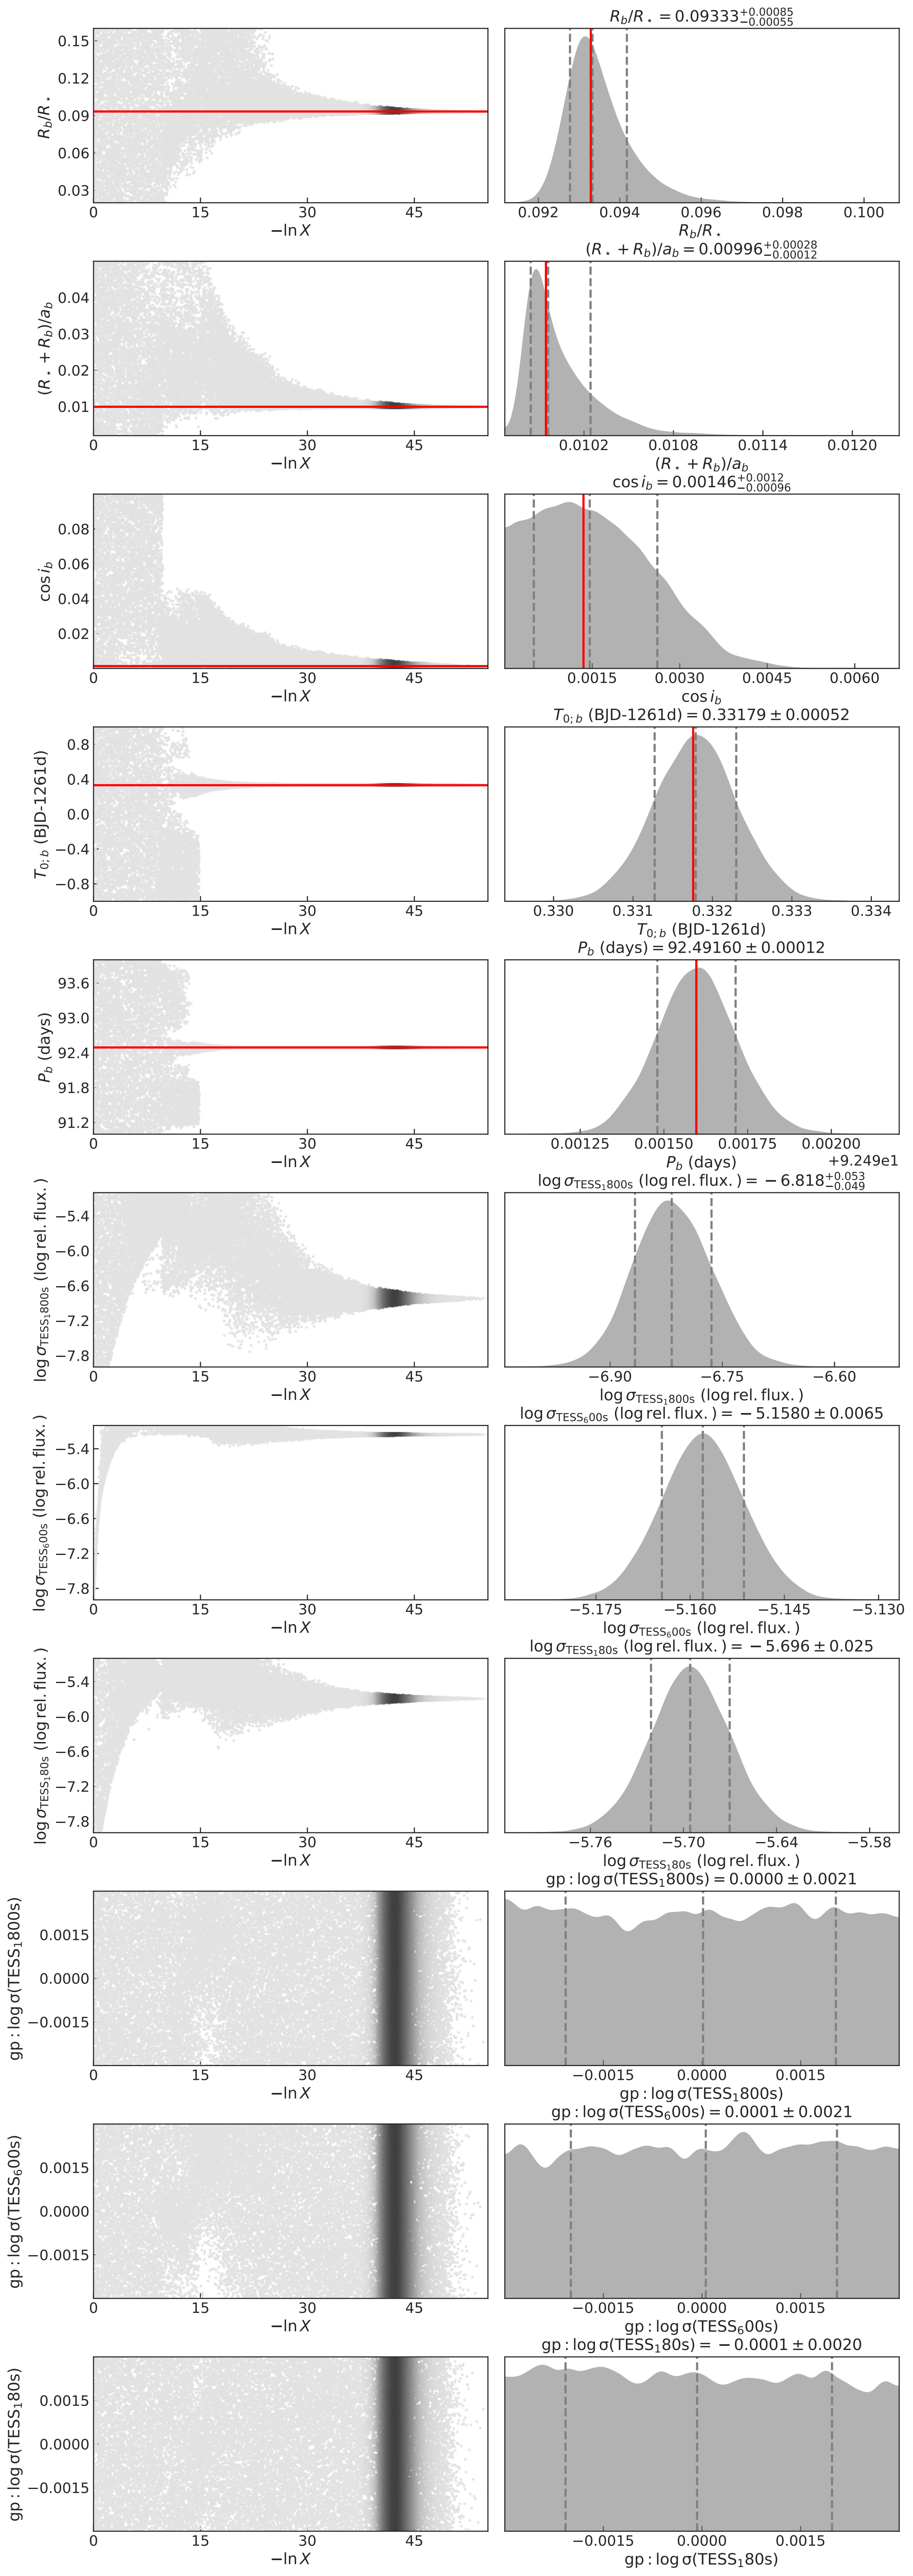 R_b/R_⋆ = 0.09333^{+0.00085}_{−0.00055}
R_b/R_⋆
0.15
0.12
0.09
0.06
0.03
0 15 30 45
−ln X
0.092 0.094 0.096 0.098 0.100
R_b/R_⋆
(R_⋆ + R_b)/a_b = 0.00996^{+0.00028}_{−0.00012}
(R_⋆ + R_b)/a_b
0.04
0.03
0.02
0.01
0 15 30 45
−ln X
0.0102 0.0108 0.0114 0.0120
(R_⋆ + R_b)/a_b
cos i_b = 0.00146^{+0.0012}_{−0.00096}
cos i_b
0.08
0.06
0.04
0.02
0 15 30 45
−ln X
0.0015 0.0030 0.0045 0.0060
cos i_b
T_{0;b} (BJD-1261d) = 0.33179 ± 0.00052
T_{0;b} (BJD-1261d)
0.8
0.4
0.0
−0.4
−0.8
0 15 30 45
−ln X
0.330 0.331 0.332 0.333 0.334
T_{0;b} (BJD-1261d)
P_b (days) = 92.49160 ± 0.00012
P_b (days)
93.6
93.0
92.4
91.8
91.2
0 15 30 45
−ln X
0.00125 0.00150 0.00175 0.00200
+9.249e1
P_b (days)
log σ_{TESS_1800s} (log rel. flux.) = −6.818^{+0.053}_{−0.049}
log σ_{TESS_1800s} (log rel. flux.)
−5.4
−6.0
−6.6
−7.2
−7.8
0 15 30 45
−ln X
−6.90 −6.75 −6.60
log σ_{TESS_1800s} (log rel. flux.)
log σ_{TESS_600s} (log rel. flux.) = −5.1580 ± 0.0065
log σ_{TESS_600s} (log rel. flux.)
−5.4
−6.0
−6.6
−7.2
−7.8
0 15 30 45
−ln X
−5.175 −5.160 −5.145 −5.130
log σ_{TESS_600s} (log rel. flux.)
log σ_{TESS_180s} (log rel. flux.) = −5.696 ± 0.025
log σ_{TESS_180s} (log rel. flux.)
−5.4
−6.0
−6.6
−7.2
−7.8
0 15 30 45
−ln X
−5.76 −5.70 −5.64 −5.58
log σ_{TESS_180s} (log rel. flux.)
gp: log σ(TESS_1800s) = 0.0000 ± 0.0021
gp: log σ(TESS_1800s)
0.0015
0.0000
−0.0015
0 15 30 45
−ln X
−0.0015 0.0000 0.0015
gp: log σ(TESS_1800s)
gp: log σ(TESS_600s) = 0.0001 ± 0.0021
gp: log σ(TESS_600s)
0.0015
0.0000
−0.0015
0 15 30 45
−ln X
−0.0015 0.0000 0.0015
gp: log σ(TESS_600s)
gp: log σ(TESS_180s) = −0.0001 ± 0.0020
gp: log σ(TESS_180s)
0.0015
0.0000
−0.0015
0 15 30 45
−ln X
−0.0015 0.0000 0.0015
gp: log σ(TESS_180s)